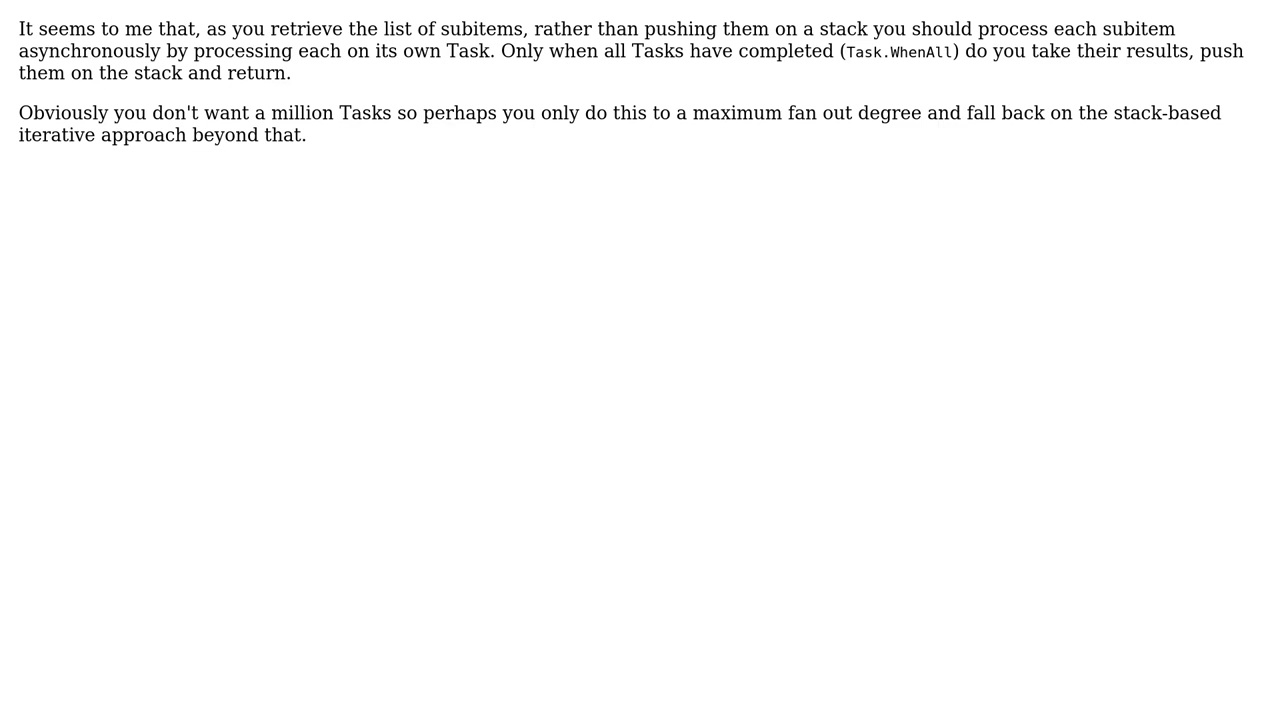 It seems to me that, as you retrieve the list of subitems, rather than pushing them on a stack you should process each subitem
asynchronously by processing each on its own Task. Only when all Tasks have completed (Task.WhenAll) do you take their results, push
them on the stack and return.
Obviously you don't want a million Tasks so perhaps you only do this to a maximum fan out degree and fall back on the stack-based
iterative approach beyond that.